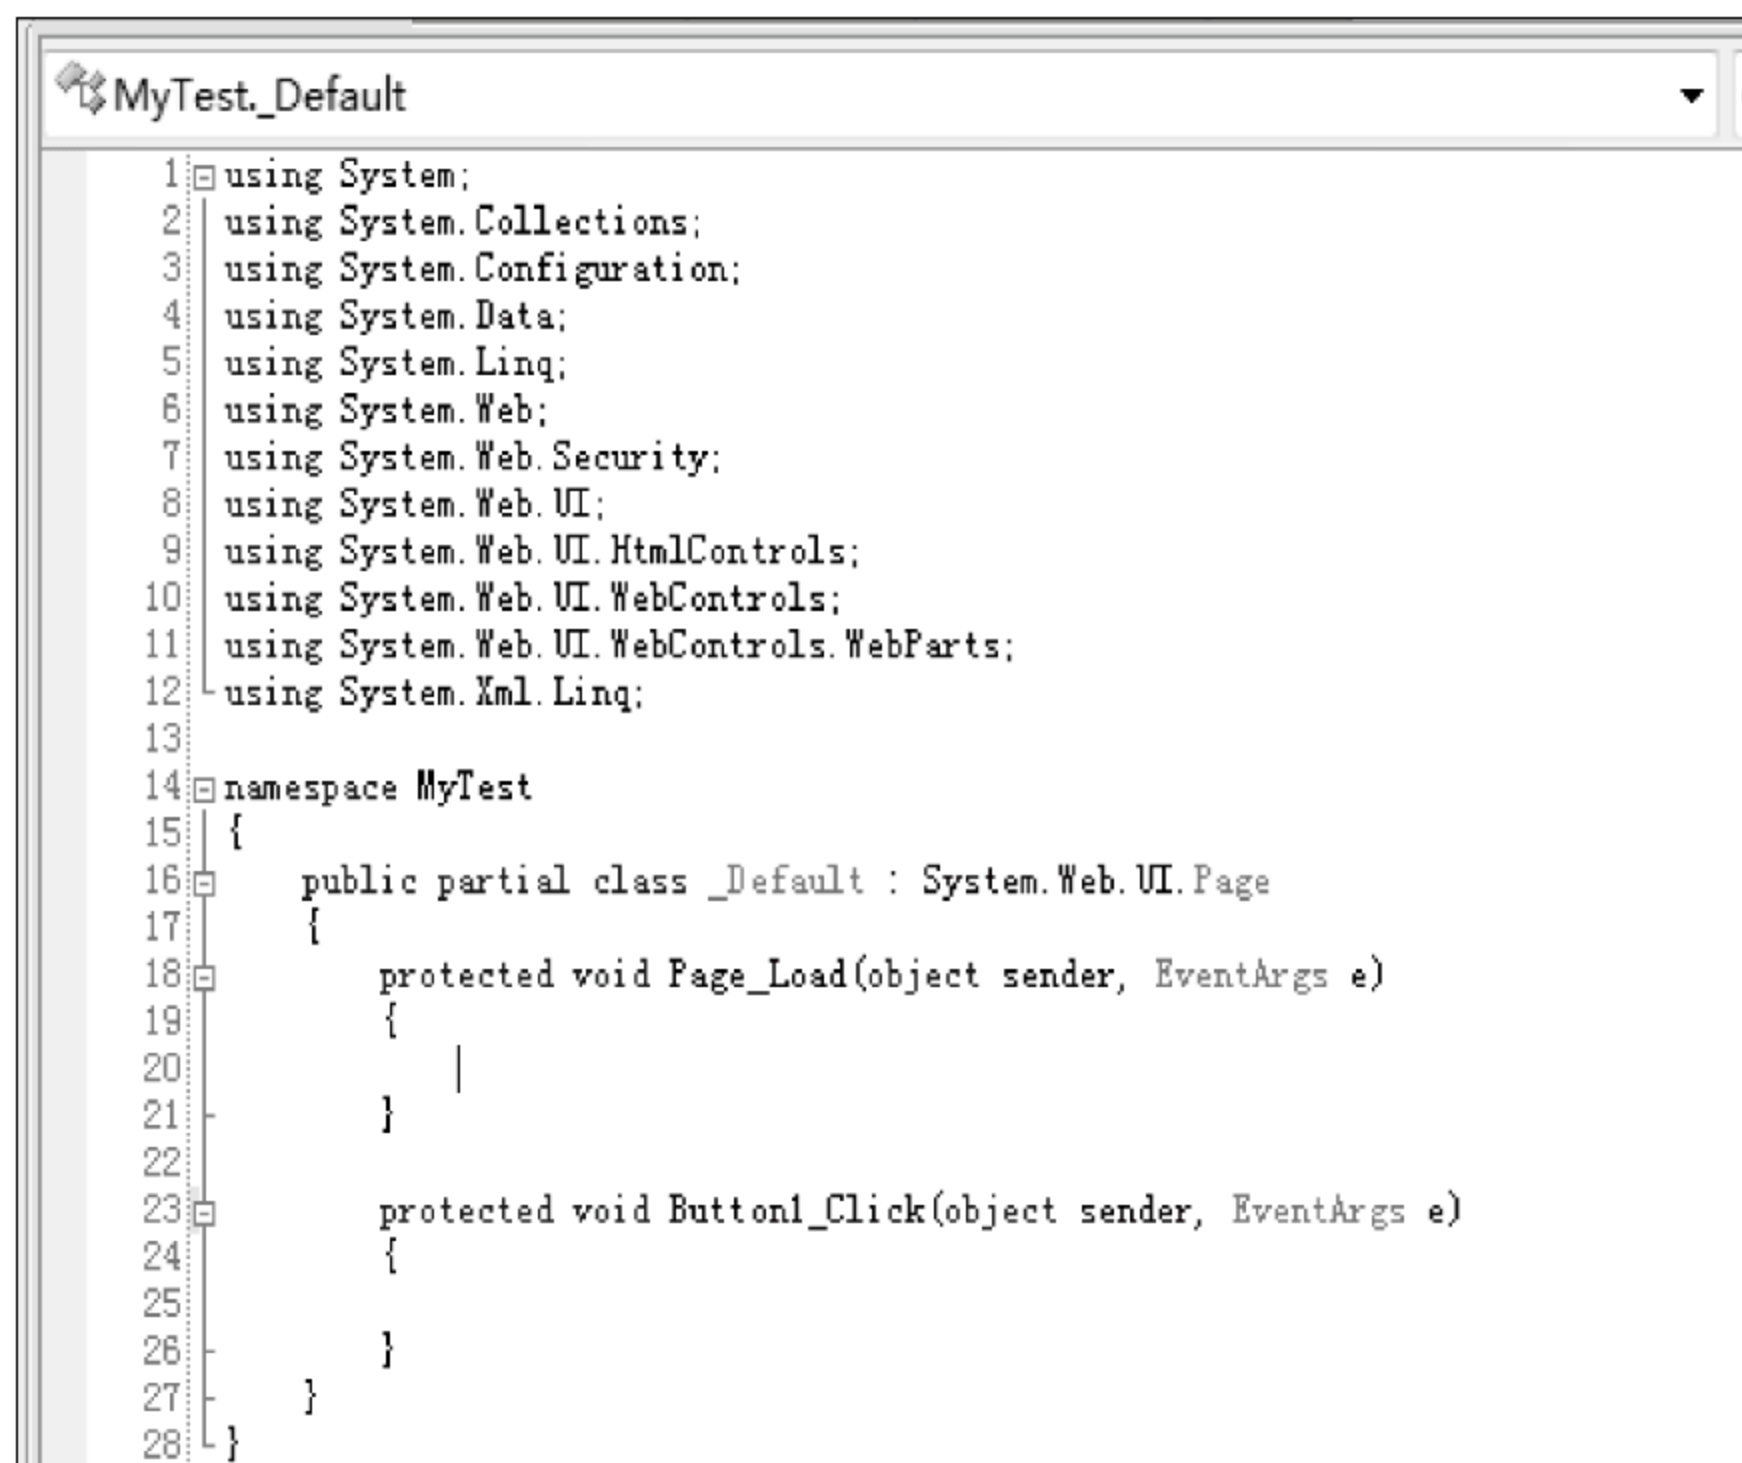 MyTest._Default
1 using System;
2 using System.Collections;
3 using System.Configuration;
4 using System.Data;
5 using System.Linq;
6 using System.Web;
7 using System.Web.Security;
8 using System.Web.UI;
9 using System.Web.UI.HtmlControls;
10 using System.Web.UI.WebControls;
11 using System.Web.UI.WebControls.WebParts;
12 using System.Xml.Linq;
13
14 namespace MyTest
15 {
16     public partial class _Default : System.Web.UI.Page
17     {
18         protected void Page_Load(object sender, EventArgs e)
19         {
20
21         }
22
23         protected void Button1_Click(object sender, EventArgs e)
24         {
25
26         }
27     }
28 }